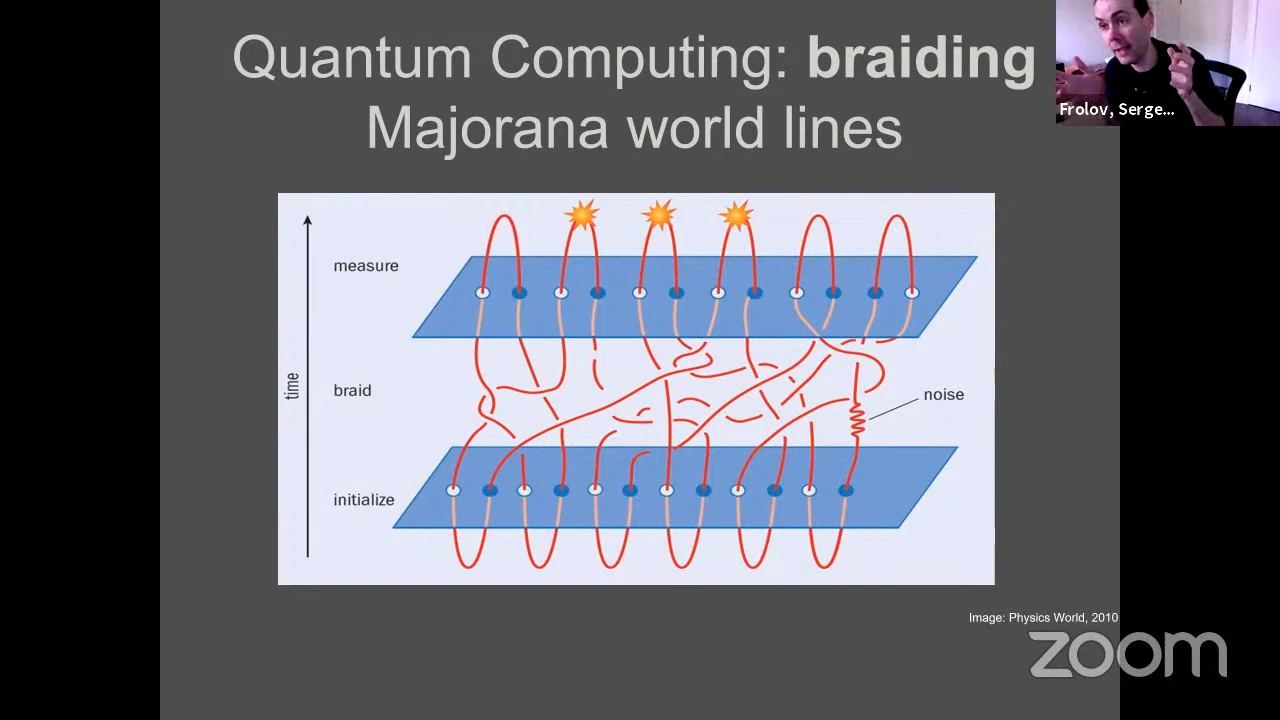 Quantum Computing: braiding
Majorana world lines
Frolov, Serge...
measure
time
braid
noise
initialize
Image: Physics World, 2010
zoom